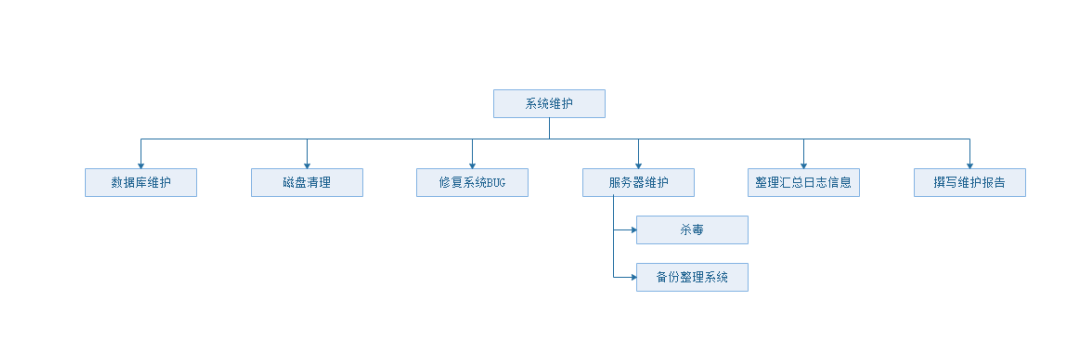 系统维护
数据库维护
磁盘清理
修复系统BUG
服务器维护
整理汇总日志信息
撰写维护报告
杀毒
备份整理系统